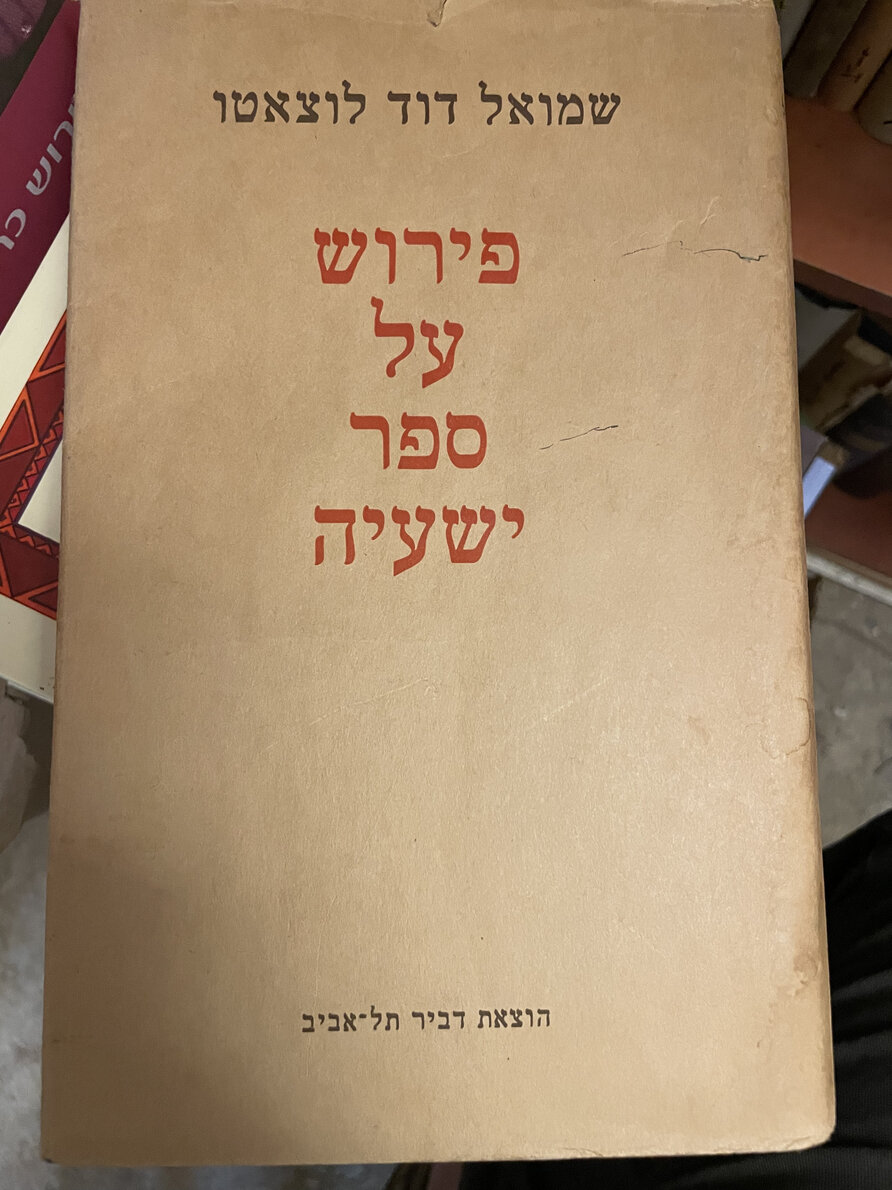 שמואל דוד לוצאטו
פירוש
על
ספר
ישעיה
הוצאת דביר תל־אביב